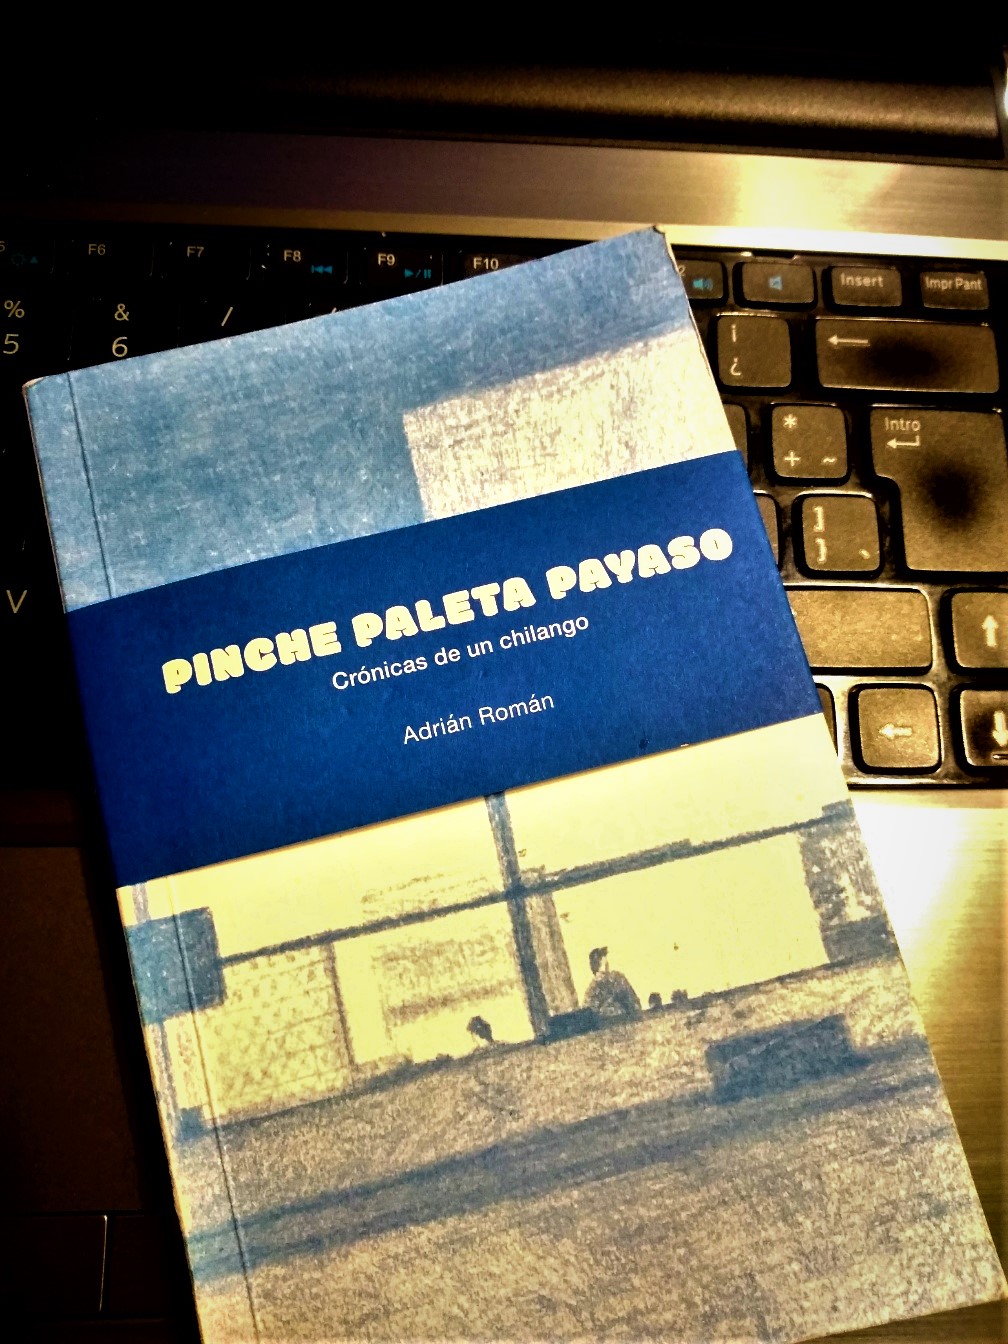 F6 F7 F8 F9 F10
Insert Impr Pant
% & /
5 6
¡
¿
*
+ ~
Intro
]
}
V
PINCHE PALETA PAYASO
Crónicas de un chilango
Adrián Román